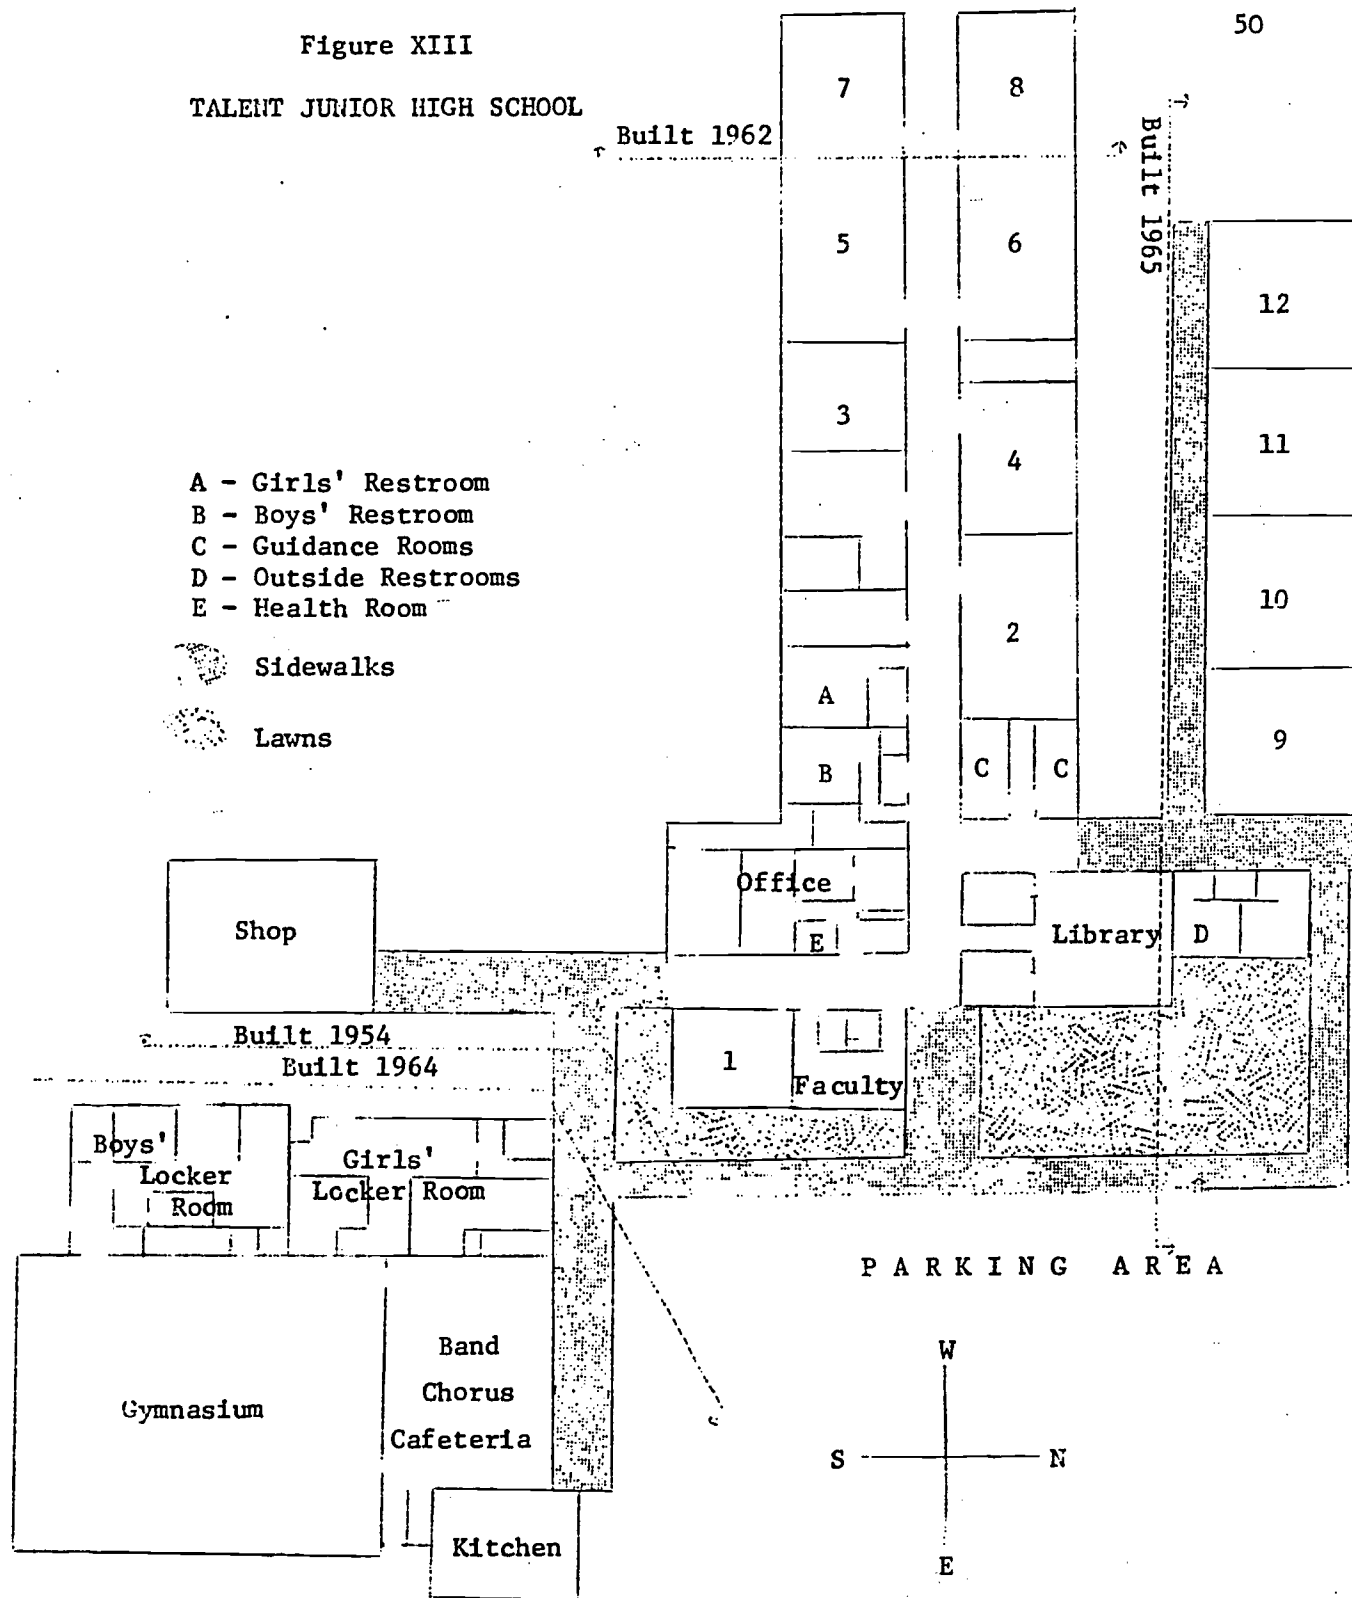 50
Figure XIII
TALENT JUNIOR HIGH SCHOOL
Built 1962
Built 1965
7
8
5
6
12
3
4
11
A - Girls' Restroom
B - Boys' Restroom
C - Guidance Rooms
D - Outside Restrooms
E - Health Room
Sidewalks
Lawns
2
10
A
B
C
C
9
Office
E
Shop
Library
D
Built 1954
Built 1964
1
Faculty
Boys'
Locker
Room
Girls'
Locker Room
PARKING AREA
Gymnasium
Band
Chorus
Cafeteria
Kitchen
W
S
N
E